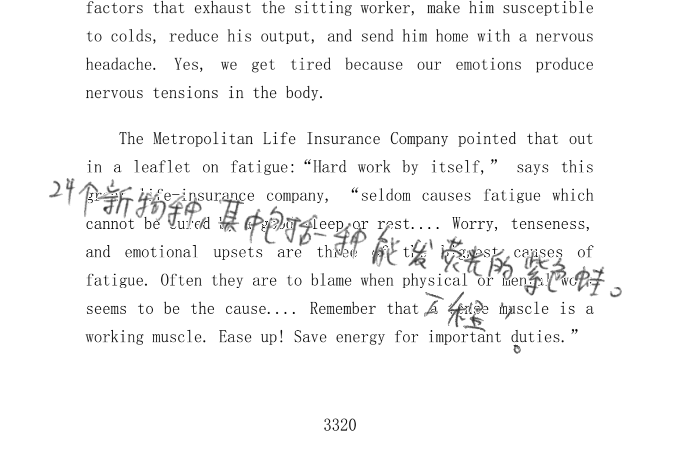 factors that exhaust the sitting worker, make him susceptible
to colds, reduce his output, and send him home with a nervous
headache. Yes, we get tired because our emotions produce
nervous tensions in the body.
The Metropolitan Life Insurance Company pointed that out
in a leaflet on fatigue: “Hard work by itself,” says this
great life-insurance company, “seldom causes fatigue which
cannot be cured by a good sleep or rest.... Worry, tenseness,
and emotional upsets are three of the biggest causes of
fatigue. Often they are to blame when physical or mental work
seems to be the cause.... Remember that a tense muscle is a
working muscle. Ease up! Save energy for important duties.”
24个新物种 其中包括一种能发荧光的紫色蛙。
3320